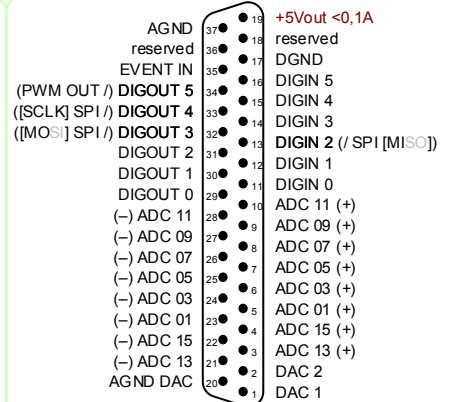 AGND 37
reserved 36
EVENT IN 35
(PWM OUT /) DIGOUT 5 34
([SCLK] SPI /) DIGOUT 4 33
([MOSI] SPI /) DIGOUT 3 32
DIGOUT 2 31
DIGOUT 1 30
DIGOUT 0 29
(–) ADC 11 28
(–) ADC 09 27
(–) ADC 07 26
(–) ADC 05 25
(–) ADC 03 24
(–) ADC 01 23
(–) ADC 15 22
(–) ADC 13 21
AGND DAC 20
19 +5Vout <0,1A
18 reserved
17 DGND
16 DIGIN 5
15 DIGIN 4
14 DIGIN 3
13 DIGIN 2 (/ SPI [MISO])
12 DIGIN 1
11 DIGIN 0
10 ADC 11 (+)
9 ADC 09 (+)
8 ADC 07 (+)
7 ADC 05 (+)
6 ADC 03 (+)
5 ADC 01 (+)
4 ADC 15 (+)
3 ADC 13 (+)
2 DAC 2
1 DAC 1